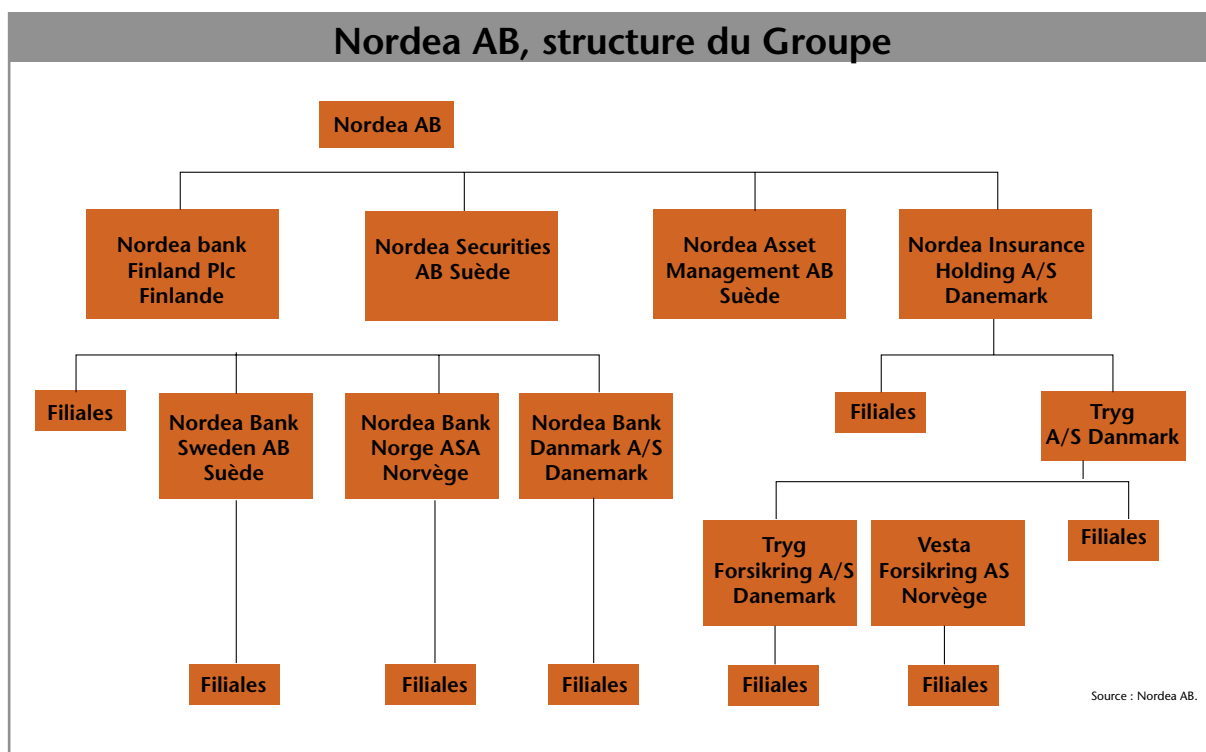 Nordea AB, structure du Groupe
Nordea AB
Nordea bank
Finland Plc
Finlande
Nordea Securities
AB Suède
Nordea Asset
Management AB
Suède
Nordea Insurance
Holding A/S
Danemark
Filiales
Nordea Bank
Sweden AB
Suède
Nordea Bank
Norge ASA
Norvège
Nordea Bank
Danmark A/S
Danemark
Filiales
Tryg
A/S Danmark
Tryg
Forsikring A/S
Danemark
Vesta
Forsikring AS
Norvège
Filiales
Filiales
Filiales
Filiales
Filiales
Filiales
Source : Nordea AB.